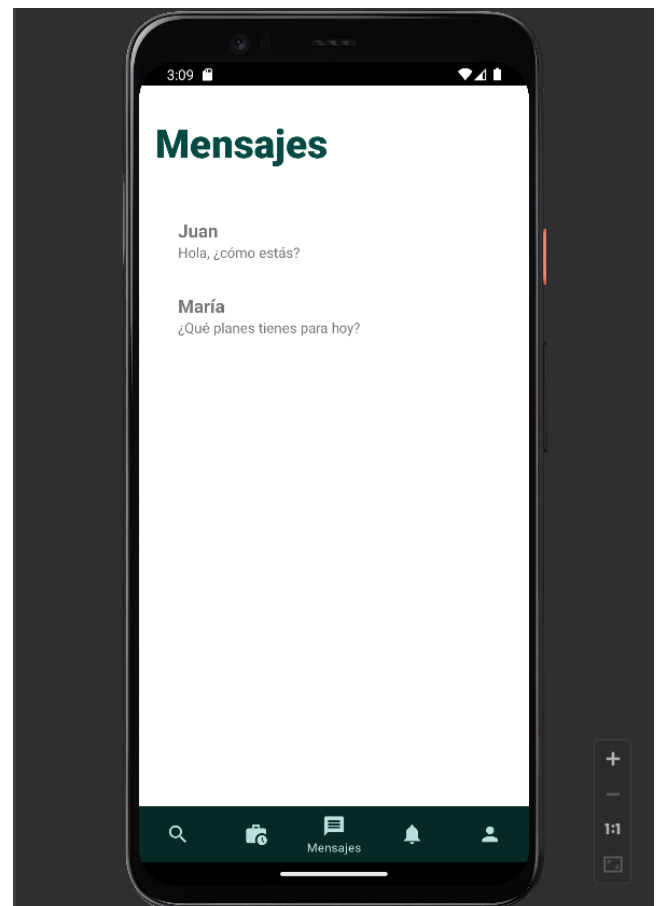 3:09
Mensajes
Juan
Hola, ¿cómo estás?
María
¿Qué planes tienes para hoy?
Mensajes
1:1